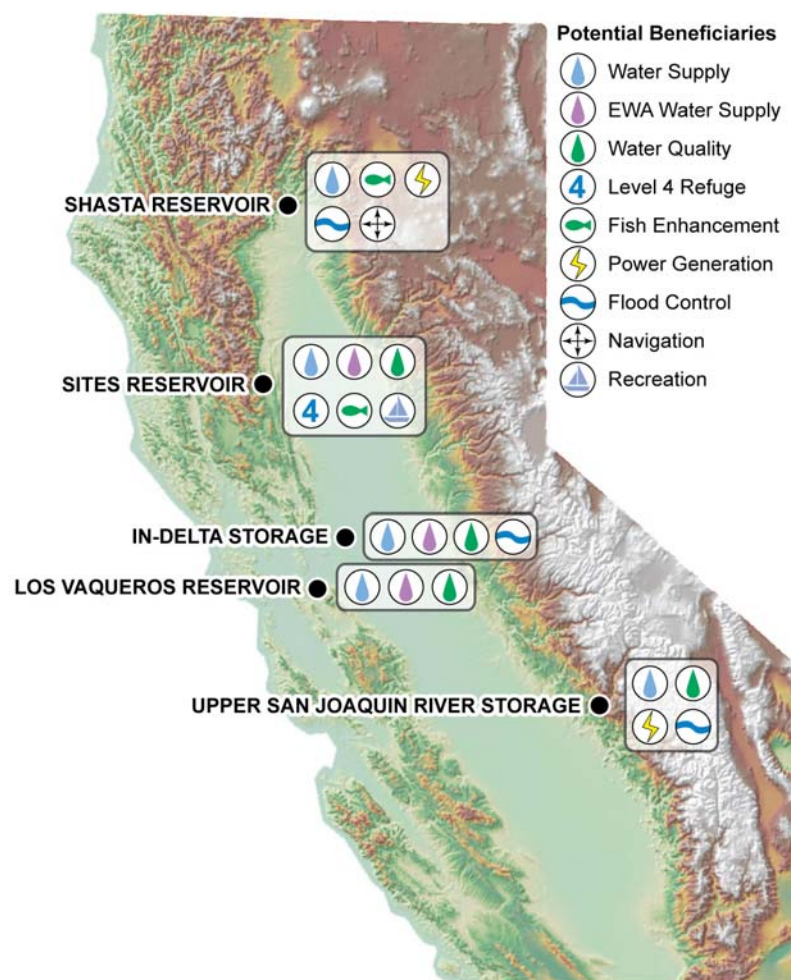 Potential Beneficiaries
Water Supply
EWA Water Supply
Water Quality
4 Level 4 Refuge
Fish Enhancement
Power Generation
Flood Control
Navigation
Recreation
SHASTA RESERVOIR
SITES RESERVOIR
4
IN-DELTA STORAGE
LOS VAQUEROS RESERVOIR
UPPER SAN JOAQUIN RIVER STORAGE